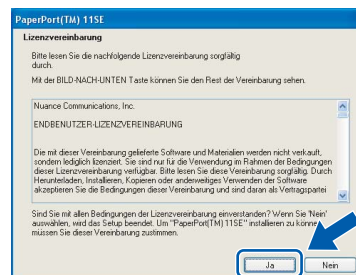 PaperPort(TM) 11SE
Lizenzvereinbarung
Bitte lesen Sie die nachfolgende Lizenzvereinbarung sorgfältig
durch.
Mit der BILD-NACH-UNTEN Taste können Sie den Rest der Vereinbarung sehen.
Nuance Communications, Inc.
ENDBENUTZER-LIZENZVEREINBARUNG
Die mit dieser Vereinbarung gelieferte Software und Materialien werden nicht verkauft,
sondern lediglich lizenziert. Sie sind nur für die Verwendung im Rahmen der Bedingungen
dieser Lizenzvereinbarung verfügbar. Bitte lesen Sie diese Vereinbarung sorgfältig. Durch
Herunterladen, Installieren, Kopieren oder anderweitiges Verwenden der Software
akzeptieren Sie die Bedingungen dieser Vereinbarung und sind daran als Vertragspartei
Sind Sie mit allen Bedingungen der Lizenzvereinbarung einverstanden? Wenn Sie 'Nein'
auswählen, wird das Setup beendet. Um "PaperPort(TM) 11SE" installieren zu können
müssen Sie dieser Vereinbarung zustimmen.
Ja Nein